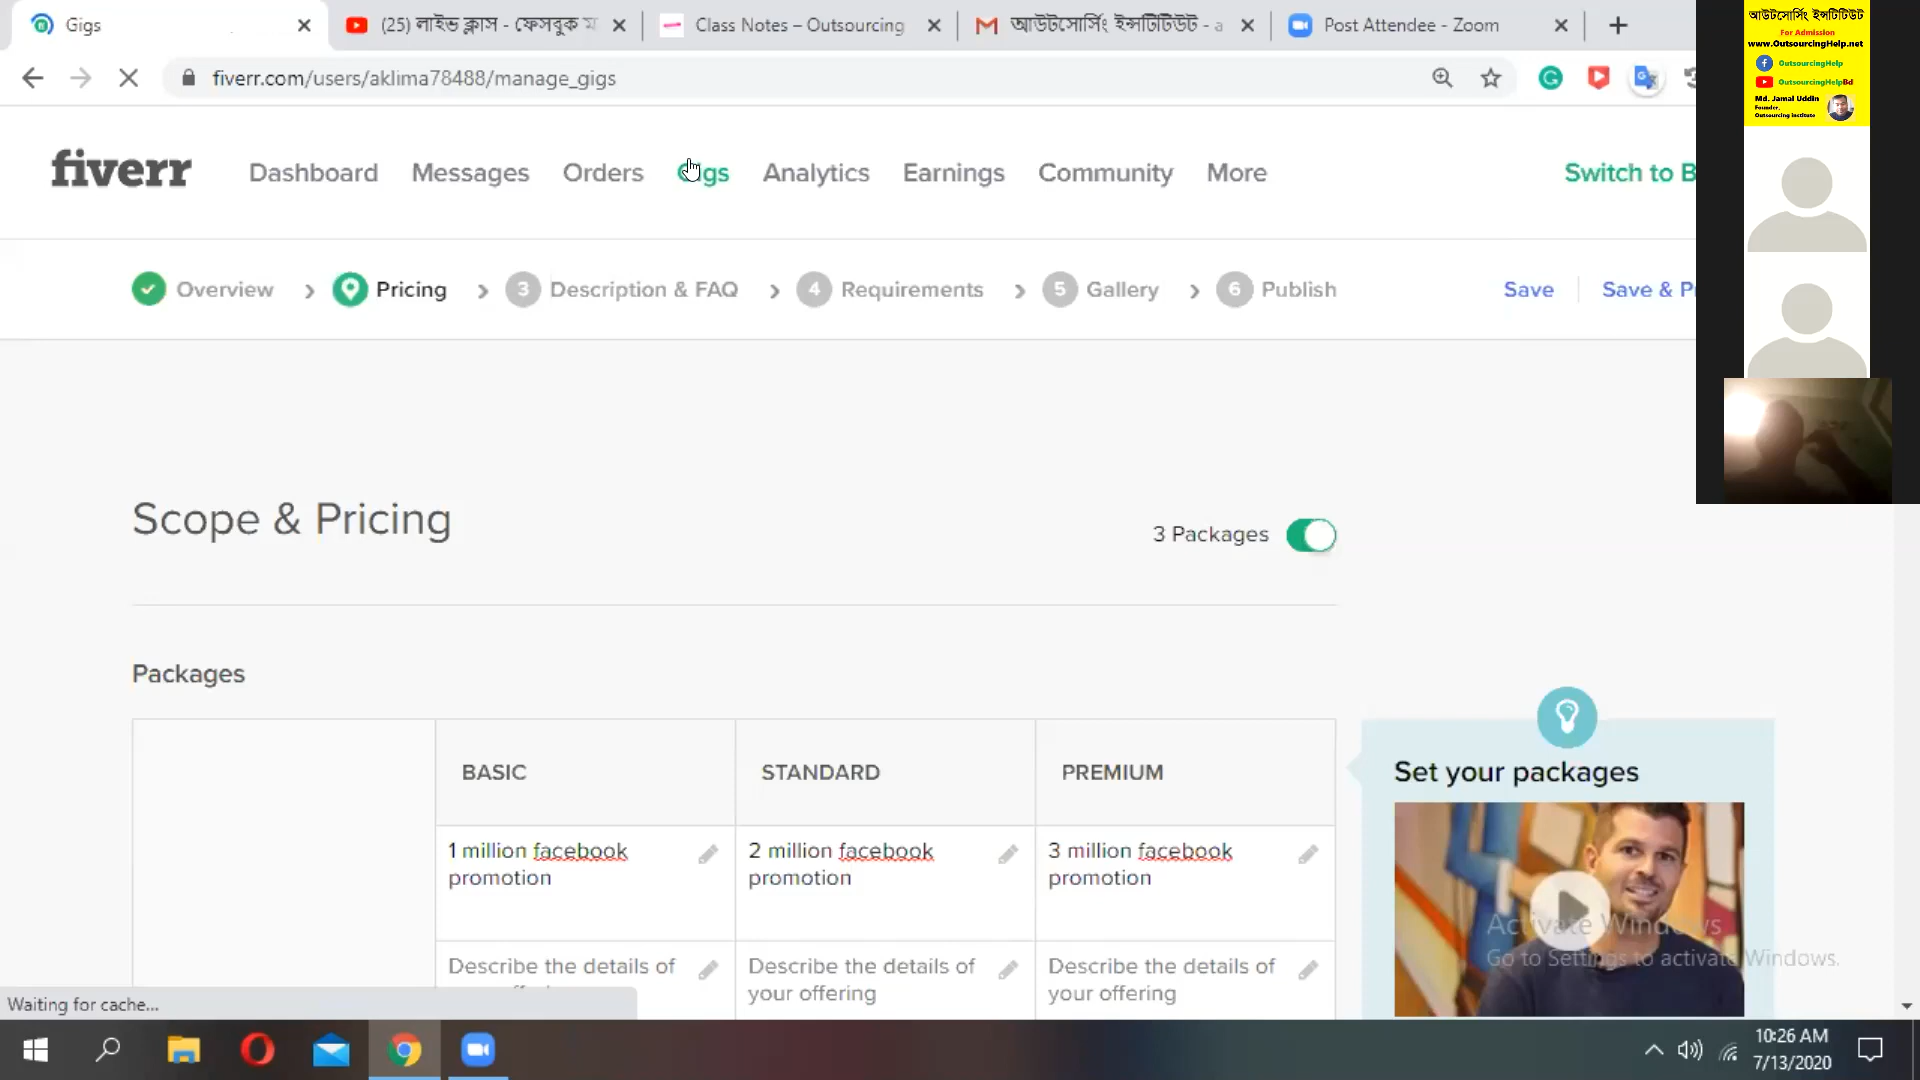 Gigs
(25) লাইভ ক্লাস - ফেসবুক ম
Class Notes – Outsourcing
আউটসোর্সিং ইন্সটিটিউট - a
Post Attendee - Zoom
fiverr.com/users/aklima78488/manage_gigs
আউটসোর্সিং ইন্সটিটিউট
For Admission
www.OutsourcingHelp.net
OutsourcingHelp
OutsourcingHelpBd
Md. Jamal Uddin
Founder,
Outsourcing Institute
fiverr
Dashboard Messages Orders Gigs Analytics Earnings Community More
Switch to B
Overview
Pricing
3 Description & FAQ
4 Requirements
5 Gallery
6 Publish
Save
Save & Pr
Scope & Pricing
3 Packages
Packages
BASIC STANDARD PREMIUM
Set your packages
1 million facebook
promotion
2 million facebook
promotion
3 million facebook
promotion
Describe the details of
Describe the details of
your offering
Describe the details of
your offering
Activate Windows
Go to Settings to activate Windows.
Waiting for cache...
10:26 AM
7/13/2020